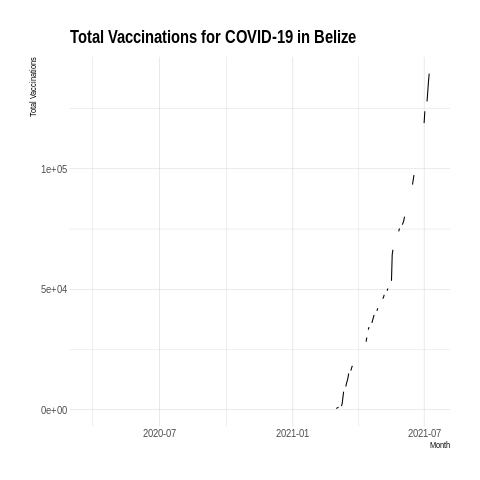 Total Vaccinations for COVID-19 in Belize
Total Vaccinations
1e+05
5e+04
0e+00
2020-07
2021-01
2021-07
Month